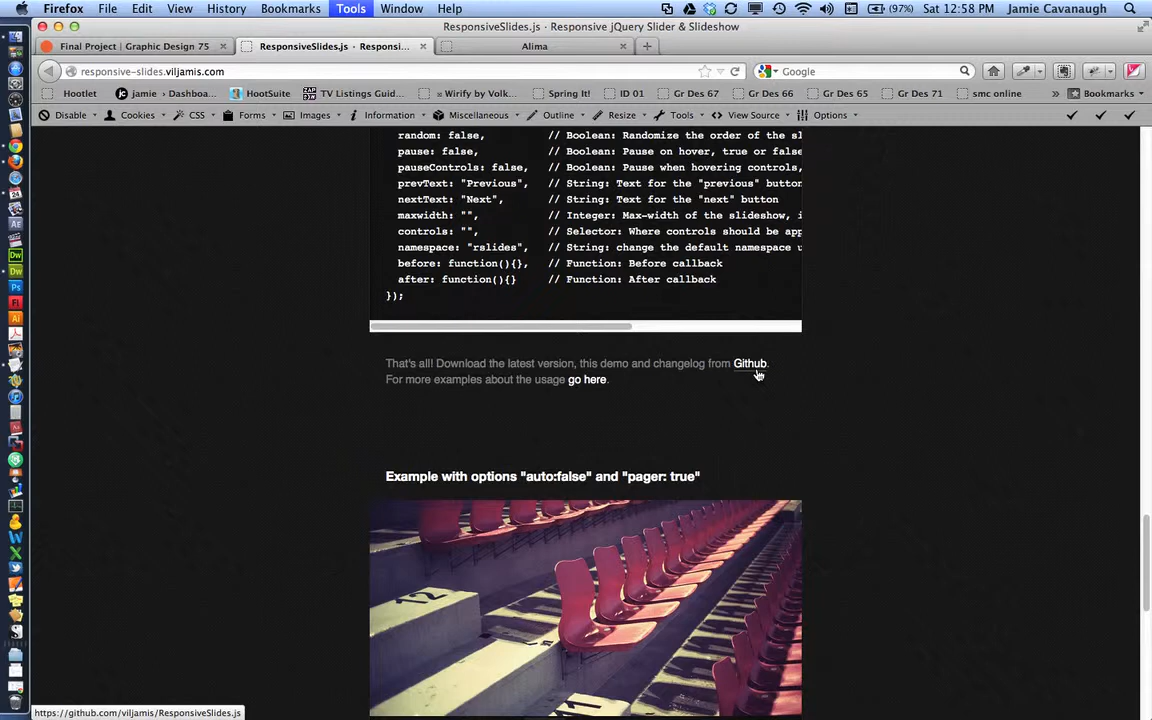 Firefox File Edit View History Bookmarks Tools Window Help (97%) Sat 12:58 PM Jamie Cavanaugh
ResponsiveSlides.js · Responsive jQuery Slider & Slideshow
Final Project | Graphic Design 75 ResponsiveSlides.js · Responsi... Alima
responsive-slides.viljamis.com Google
Hootlet jamie › Dashboa... HootSuite TV Listings Guid... Wirify by Volk... Spring It! ID 01 Gr Des 67 Gr Des 66 Gr Des 65 Gr Des 71 smc online » Bookmarks
Disable Cookies CSS Forms Images Information Miscellaneous Outline Resize Tools View Source Options
random: false, // Boolean: Randomize the order of the sl
pause: false, // Boolean: Pause on hover, true or false
pauseControls: false, // Boolean: Pause when hovering controls,
prevText: "Previous", // String: Text for the "previous" button
nextText: "Next", // String: Text for the "next" button
maxwidth: "", // Integer: Max-width of the slideshow, i
controls: "", // Selector: Where controls should be app
namespace: "rslides", // String: change the default namespace u
before: function(){}, // Function: Before callback
after: function(){} // Function: After callback
});
That's all! Download the latest version, this demo and changelog from Github.
For more examples about the usage go here.
Example with options "auto:false" and "pager: true"
12
11
https://github.com/viljamis/ResponsiveSlides.js